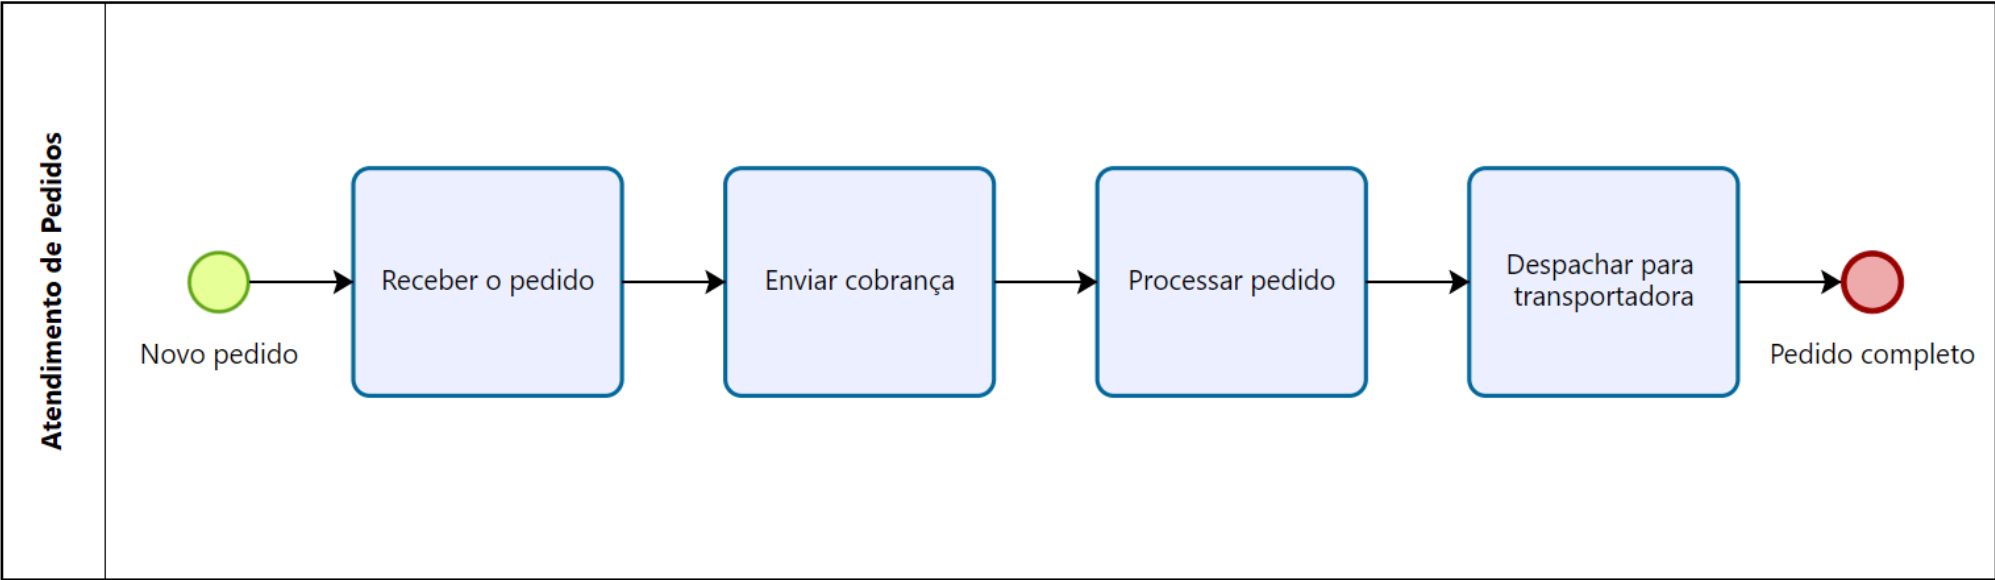 Atendimento de Pedidos
Novo pedido
Receber o pedido
Enviar cobrança
Processar pedido
Despachar para
transportadora
Pedido completo